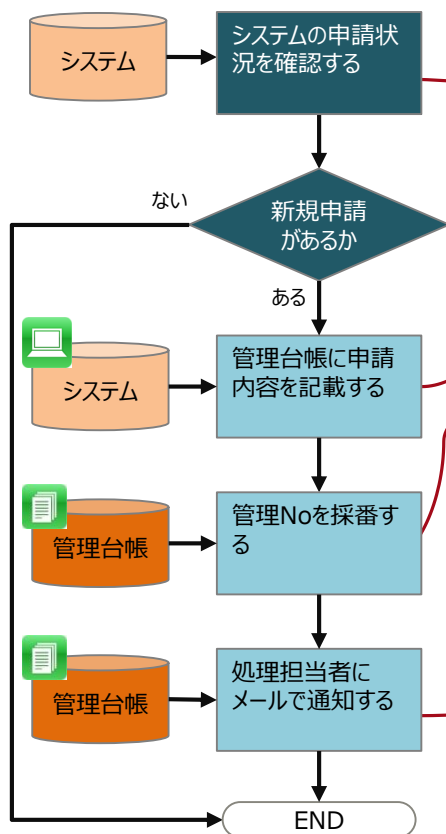 システム
システムの申請状
況を確認する
新規申請
があるか
ない
ある
システム
管理台帳に申請
内容を記載する
管理台帳
管理Noを採番す
る
管理台帳
処理担当者に
メールで通知する
END